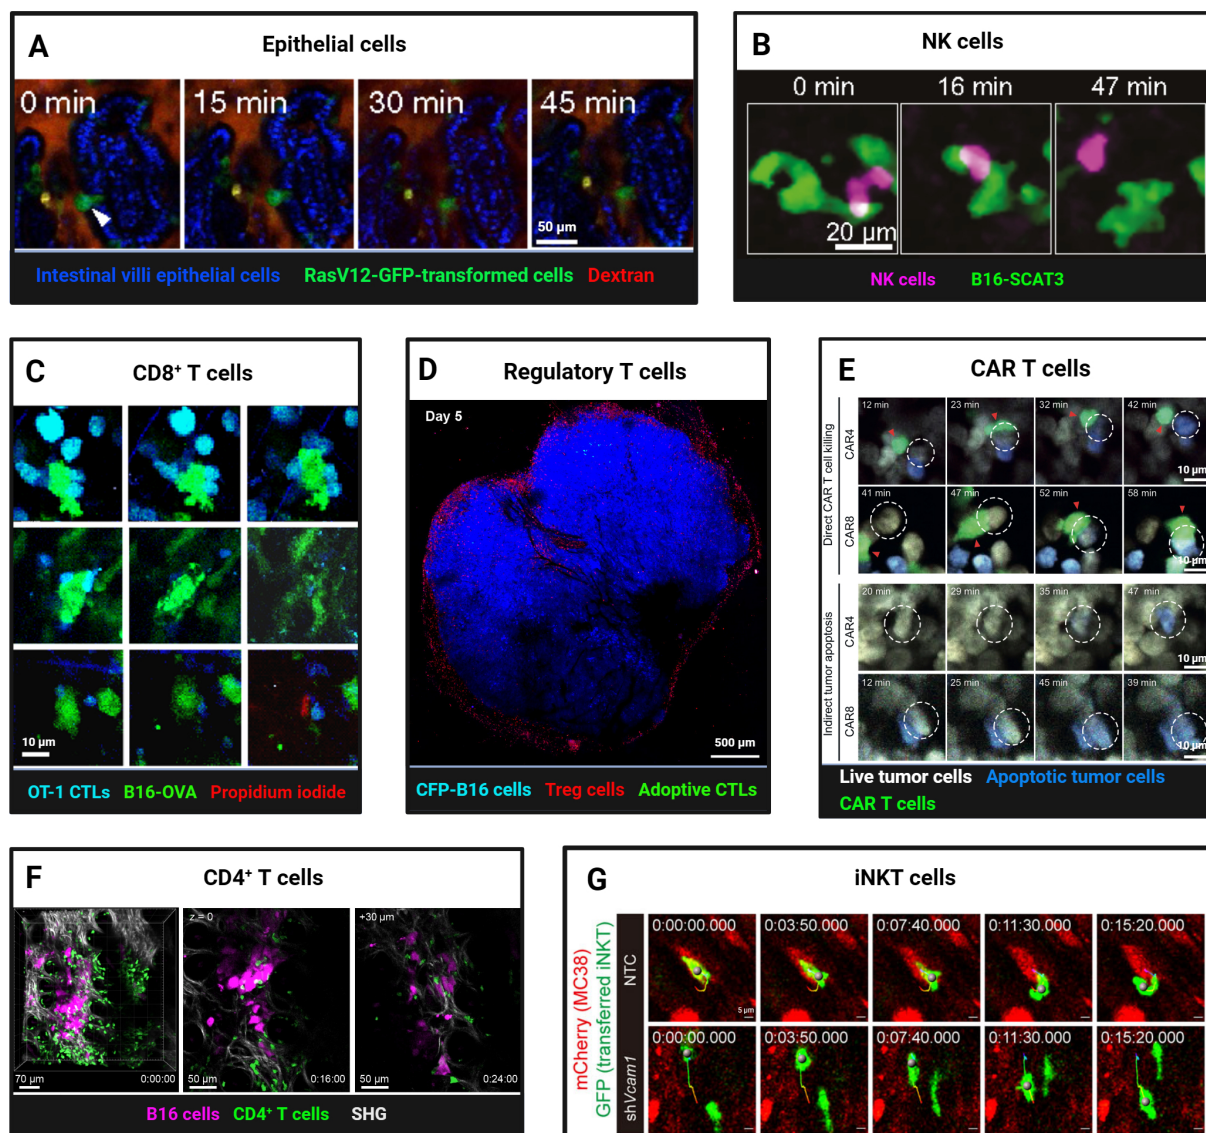 A
Epithelial cells
0 min
15 min
30 min
45 min
50 µm
Intestinal villi epithelial cells
RasV12-GFP-transformed cells
Dextran
B
NK cells
0 min
16 min
47 min
20 µm
NK cells
B16-SCAT3
C
CD8⁺ T cells
10 µm
OT-1 CTLs
B16-OVA
Propidium iodide
D
Regulatory T cells
Day 5
500 µm
CFP-B16 cells
Treg cells
Adoptive CTLs
E
CAR T cells
Direct CAR T cell killing
CAR4
12 min
23 min
32 min
42 min
10 µm
CAR8
41 min
47 min
52 min
58 min
10 µm
Indirect tumor apoptosis
CAR4
20 min
29 min
35 min
47 min
10 µm
CAR8
12 min
25 min
45 min
39 min
10 µm
Live tumor cells
Apoptotic tumor cells
CAR T cells
F
CD4⁺ T cells
70 µm
0:00:00
z = 0
50 µm
0:16:00
+30 µm
50 µm
0:24:00
B16 cells
CD4⁺ T cells
SHG
G
iNKT cells
mCherry (MC38)
GFP (transferred iNKT)
NTC
0:00:00.000
0:03:50.000
0:07:40.000
0:11:30.000
0:15:20.000
5 µm
shVcam1
0:00:00.000
0:03:50.000
0:07:40.000
0:11:30.000
0:15:20.000